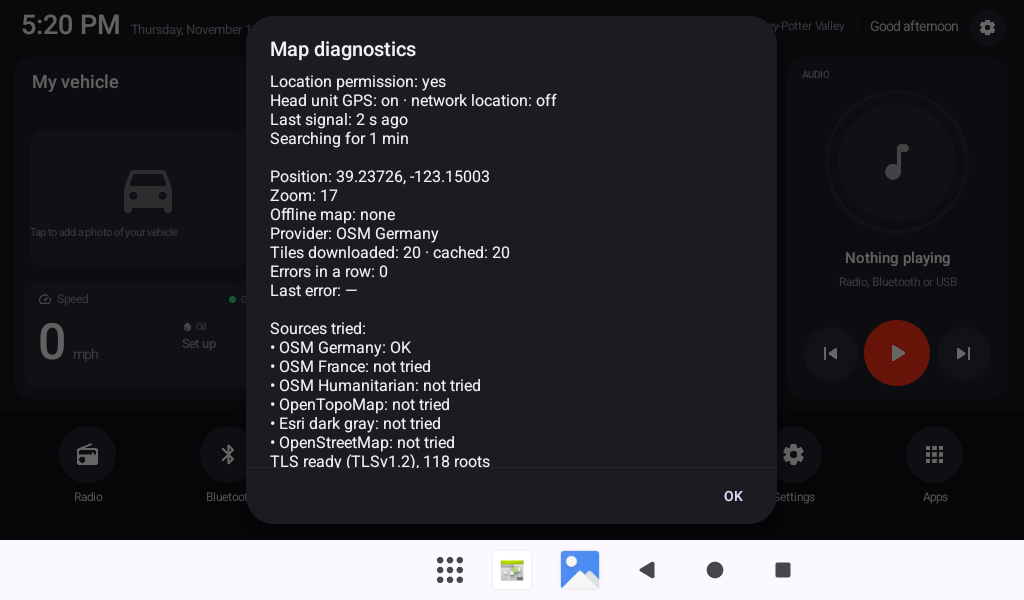 5:20 PM
Thursday, November 1
Potter Valley
Good afternoon
Map diagnostics
Location permission: yes
Head unit GPS: on · network location: off
Last signal: 2 s ago
Searching for 1 min
Position: 39.23726, -123.15003
Zoom: 17
Offline map: none
Provider: OSM Germany
Tiles downloaded: 20 · cached: 20
Errors in a row: 0
Last error: —
Sources tried:
• OSM Germany: OK
• OSM France: not tried
• OSM Humanitarian: not tried
• OpenTopoMap: not tried
• Esri dark gray: not tried
• OpenStreetMap: not tried
TLS ready (TLSv1.2), 118 roots
OK
My vehicle
Tap to add a photo of your vehicle
Speed
G
0 mph
Oil
Set up
AUDIO
Nothing playing
Radio, Bluetooth or USB
Radio
Bluetoot
Settings
Apps